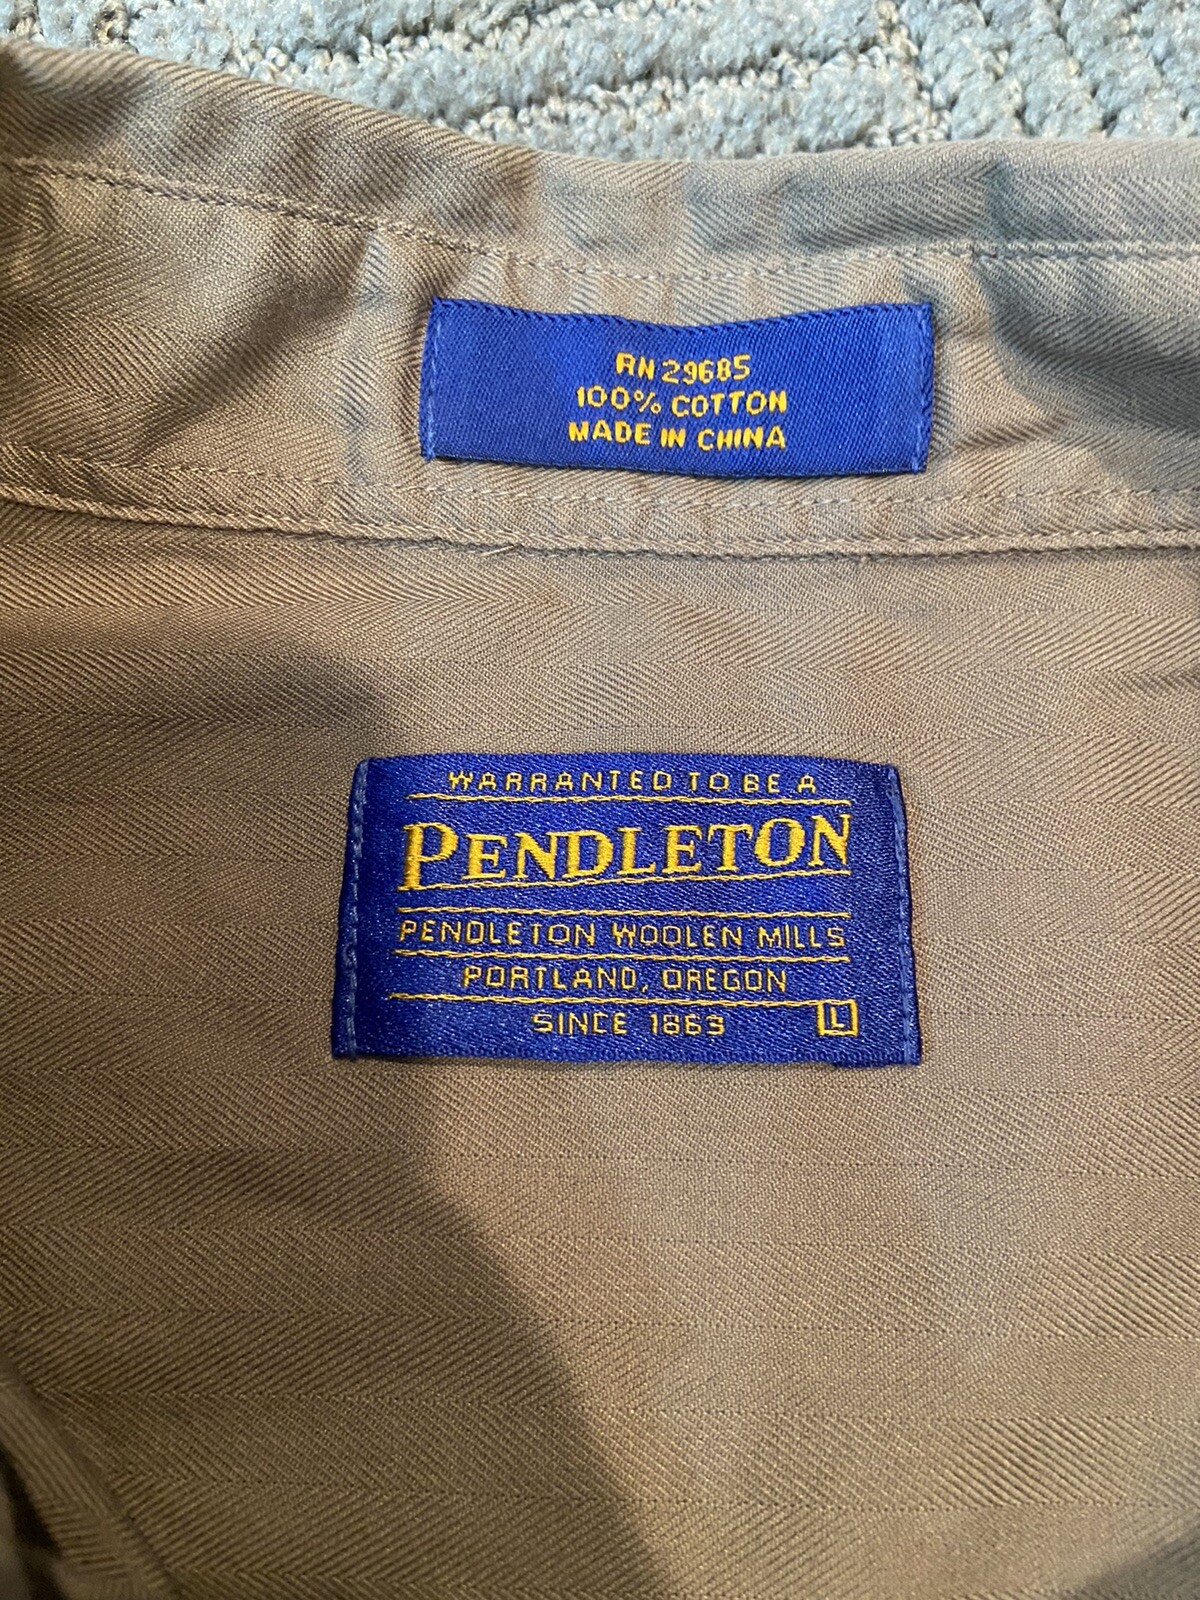 RN 29685
100% COTTON
MADE IN CHINA
WARRANTED TO BE A
PENDLETON
PENDLETON WOOLEN MILLS
PORTLAND, OREGON
SINCE 1863
L